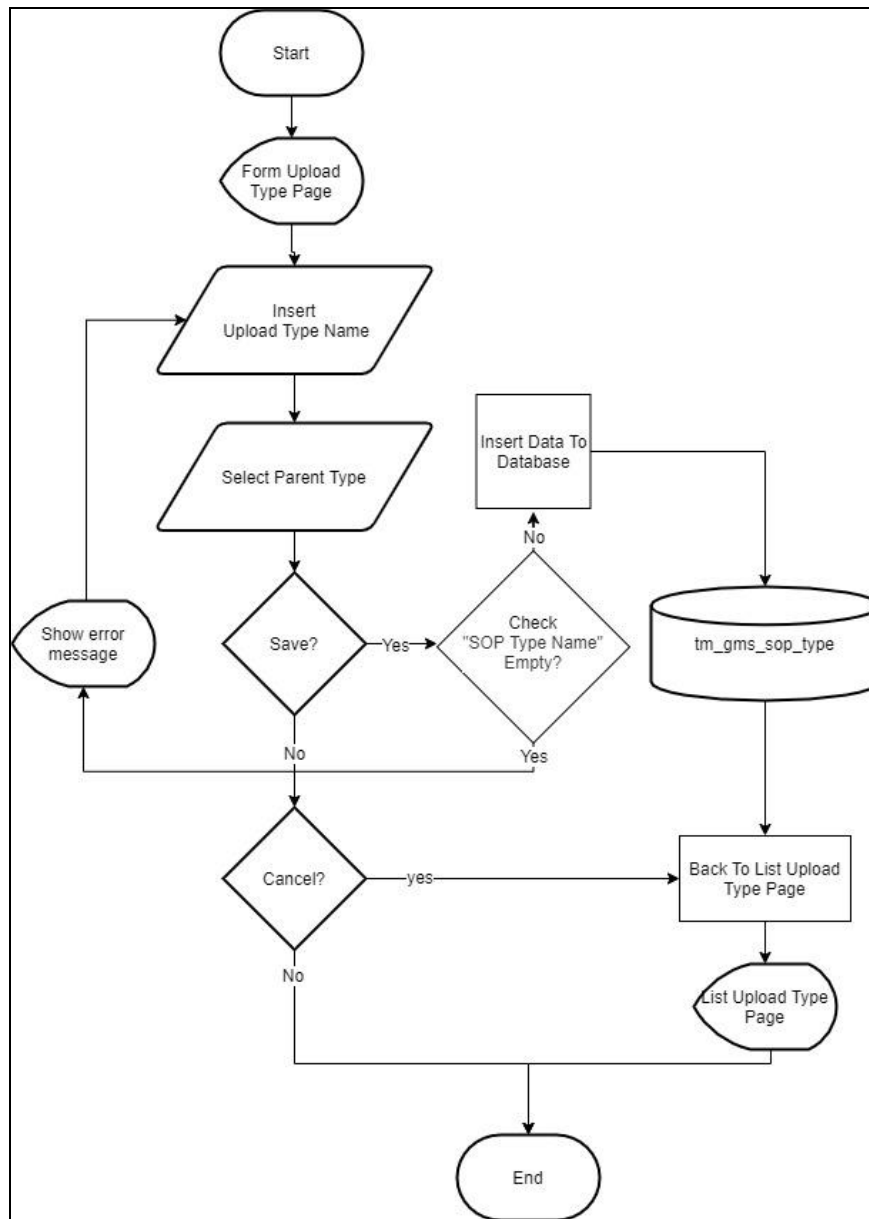 Start
Form Upload
Type Page
Insert
Upload Type Name
Select Parent Type
Insert Data To
Database
No
Show error
message
Save?
Yes
Check
"SOP Type Name"
Empty?
tm_gms_sop_type
No
Yes
Cancel?
yes
Back To List Upload
Type Page
No
List Upload Type
Page
End